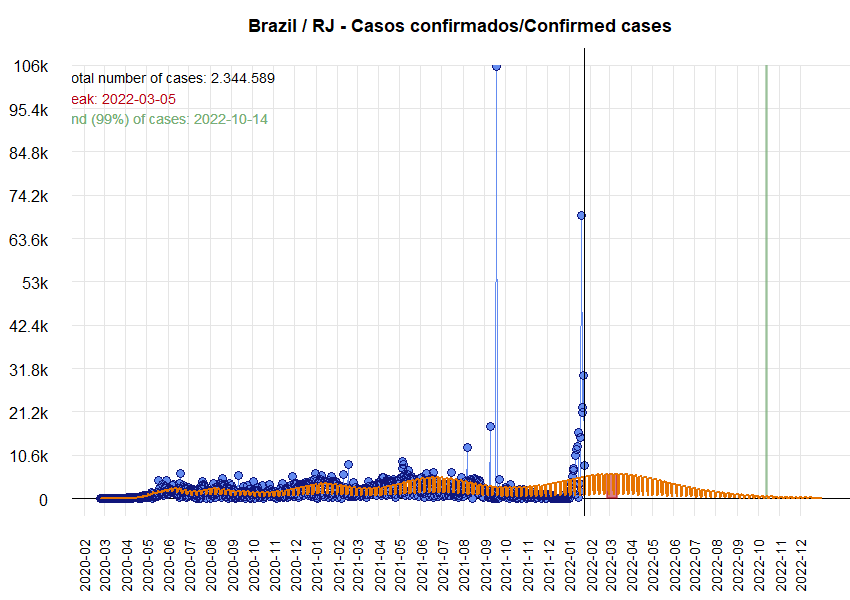 Brazil / RJ - Casos confirmados/Confirmed cases
106k
otal number of cases: 2.344.589
eak: 2022-03-05
95.4k
nd (99%) of cases: 2022-10-14
84.8k
74.2k
63.6k
53k
42.4k
31.8k
21.2k
10.6k
0
2020-02
2020-03
2020-04
2020-05
2020-06
2020-07
2020-08
2020-09
2020-10
2020-11
2020-12
2021-01
2021-02
2021-03
2021-04
2021-05
2021-06
2021-07
2021-08
2021-09
2021-10
2021-11
2021-12
2022-01
2022-02
2022-03
2022-04
2022-05
2022-06
2022-07
2022-08
2022-09
2022-10
2022-11
2022-12